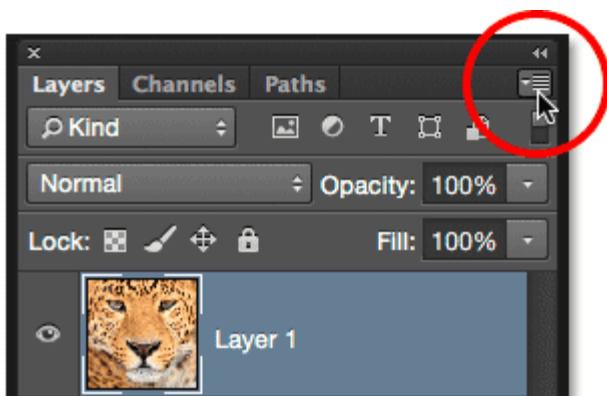 Layers Channels Paths
Kind T
Normal Opacity: 100%
Lock: Fill: 100%
Layer 1